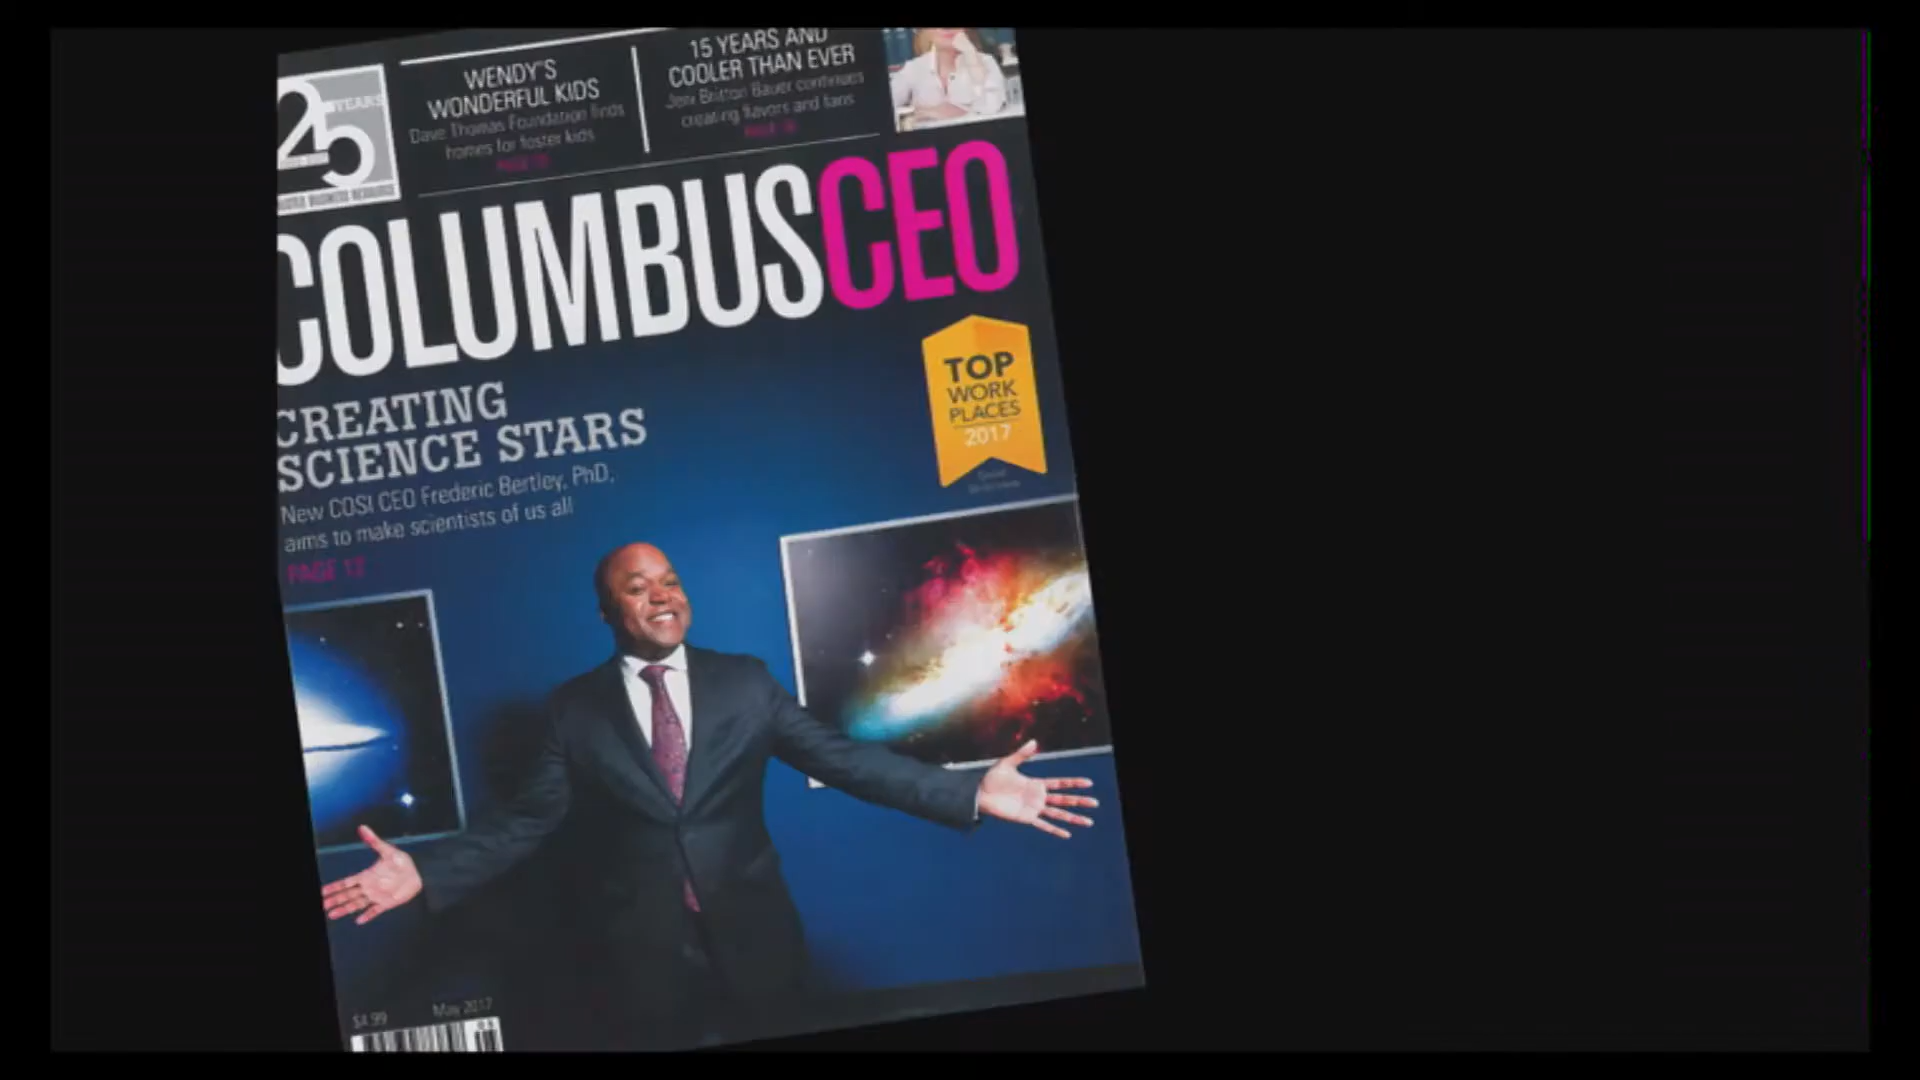 25
YEARS
WENDY'S
WONDERFUL KIDS
Dave Thomas Foundation finds
homes for foster kids
15 YEARS AND
COOLER THAN EVER
Jeni Britton Bauer continues
creating flavors and fans
COLUMBUSCEO
TOP
WORK
PLACES
2017
CREATING
SCIENCE STARS
New COSI CEO Frederic Bertley, PhD,
aims to make scientists of us all
PAGE 12
$4.99
May 2017